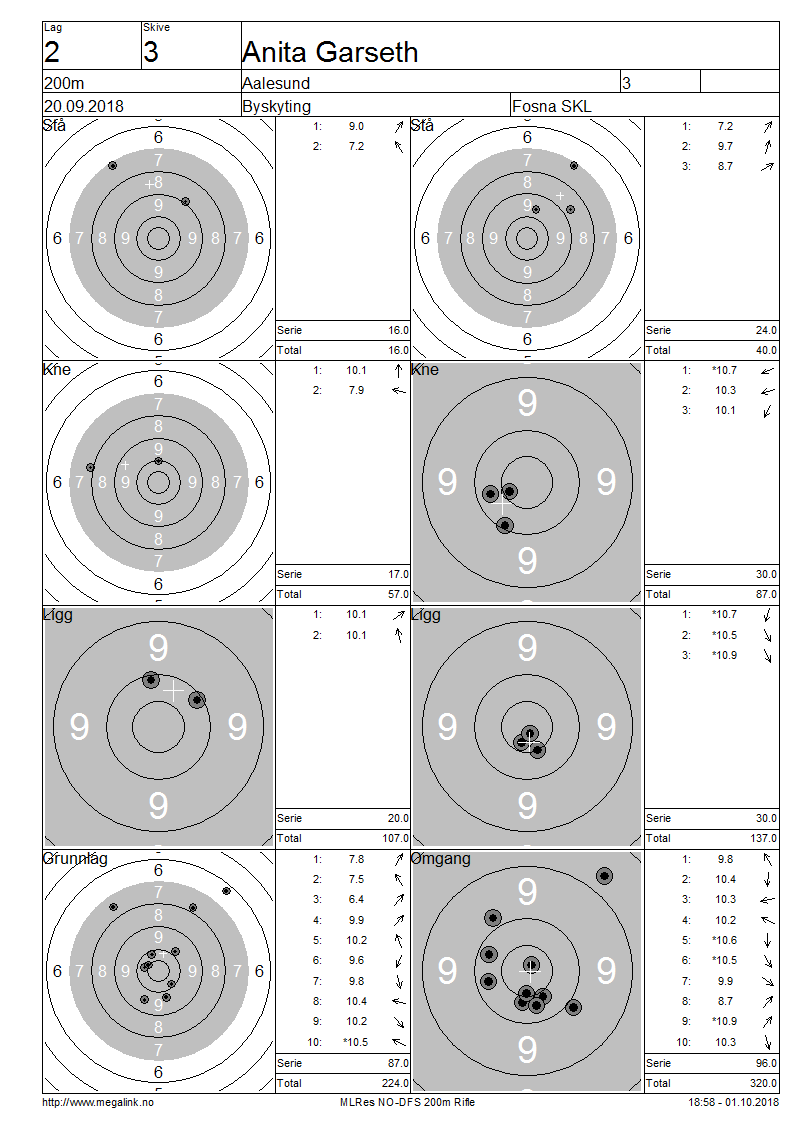 Lag Skive
2 3 Anita Garseth
200m Aalesund 3
20.09.2018 Byskyting Fosna SKL
Stå
6
7
8
9
6 7 8 9 9 8 7 6
9
8
7
6
5
1: 9.0
2: 7.2
Serie 16.0
Total 16.0
Stå
6
7
8
9
6 7 8 9 9 8 7 6
9
8
7
6
5
1: 7.2
2: 9.7
3: 8.7
Serie 24.0
Total 40.0
Kne
6
7
8
9
6 7 8 9 9 8 7 6
9
8
7
6
1: 10.1
2: 7.9
Serie 17.0
Total 57.0
Kne
9
9 9
9
1: *10.7
2: 10.3
3: 10.1
Serie 30.0
Total 87.0
Ligg
9
9 9
9
1: 10.1
2: 10.1
Serie 20.0
Total 107.0
Ligg
9
9 9
9
1: *10.7
2: *10.5
3: *10.9
Serie 30.0
Total 137.0
Grunnlag
6
7
8
9
6 7 8 9 9 8 7 6
9
8
7
6
5
1: 7.8
2: 7.5
3: 6.4
4: 9.9
5: 10.2
6: 9.6
7: 9.8
8: 10.4
9: 10.2
10: *10.5
Serie 87.0
Total 224.0
Omgang
9
9 9
9
1: 9.8
2: 10.4
3: 10.3
4: 10.2
5: *10.6
6: *10.5
7: 9.9
8: 8.7
9: *10.9
10: 10.3
Serie 96.0
Total 320.0
http://www.megalink.no MLRes NO-DFS 200m Rifle 18:58 - 01.10.2018